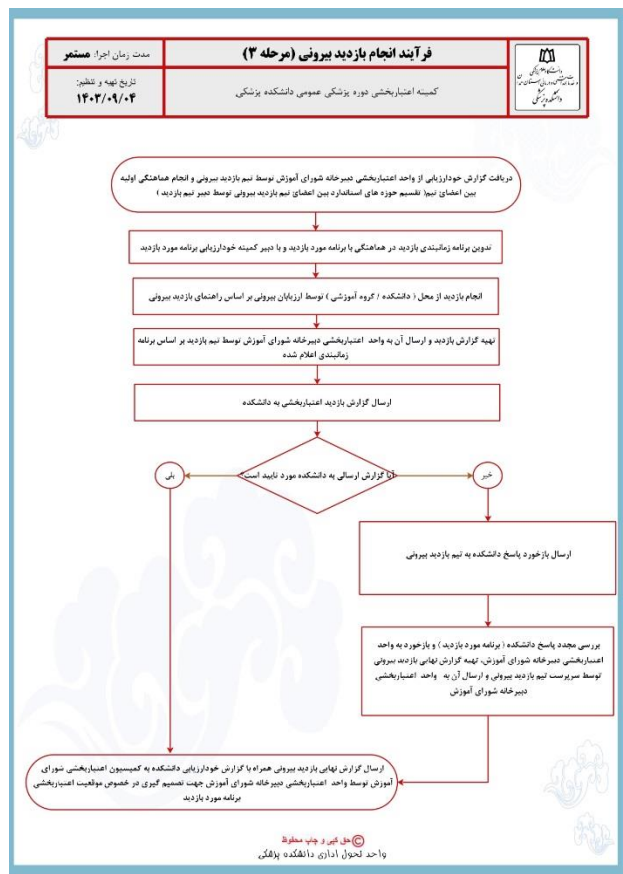 فرآیند انجام بازدید بیرونی (مرحله ۳)
مدت زمان اجرا: مستمر
کمیته اعتباربخشی دوره پزشکی عمومی دانشکده پزشکی
تاریخ تهیه و تنظیم:
۱۴۰۳/۰۹/۰۴
دانشکده پزشکی
دریافت گزارش خودارزیابی از واحد اعتباربخشی دبیرخانه شورای آموزش توسط تیم بازدید بیرونی و انجام هماهنگی اولیه
بین اعضائ تیم( تقسیم حوزه های استاندارد بین اعضائ تیم بازدید بیرونی توسط دبیر تیم بازدید )
تدوین برنامه زمانبندی بازدید در هماهنگی با برنامه مورد بازدید و با دبیر کمیته خودارزیابی برنامه مورد بازدید
انجام بازدید از محل ( دانشکده / گروه آموزشی ) توسط ارزیابان بیرونی بر اساس راهنمای بازدید بیرونی
تهیه گزارش بازدید و ارسال آن به واحد اعتباربخشی دبیرخانه شورای آموزش توسط تیم بازدید بر اساس برنامه
زمانبندی اعلام شده
ارسال گزارش بازدید اعتباربخشی به دانشکده
آیا گزارش ارسالی به دانشکده مورد تایید است؟
خیر
بلی
ارسال بازخورد پاسخ دانشکده به تیم بازدید بیرونی
بررسی مجدد پاسخ دانشکده ( برنامه مورد بازدید ) و بازخورد به واحد
اعتباربخشی دبیرخانه شورای آموزش، تهیه گزارش نهایی بازدید بیرونی
توسط سرپرست تیم بازدید بیرونی و ارسال آن به واحد اعتباربخشی
دبیرخانه شورای آموزش
ارسال گزارش نهایی بازدید بیرونی همراه با گزارش خودارزیابی دانشکده به کمیسیون اعتباربخشی شورای
آموزش توسط واحد اعتباربخشی دبیرخانه شورای آموزش جهت تصمیم گیری در خصوص موقعیت اعتباربخشی
برنامه مورد بازدید
© حق کپی و چاپ محفوظ
واحد تحول اداری دانشکده پزشکی